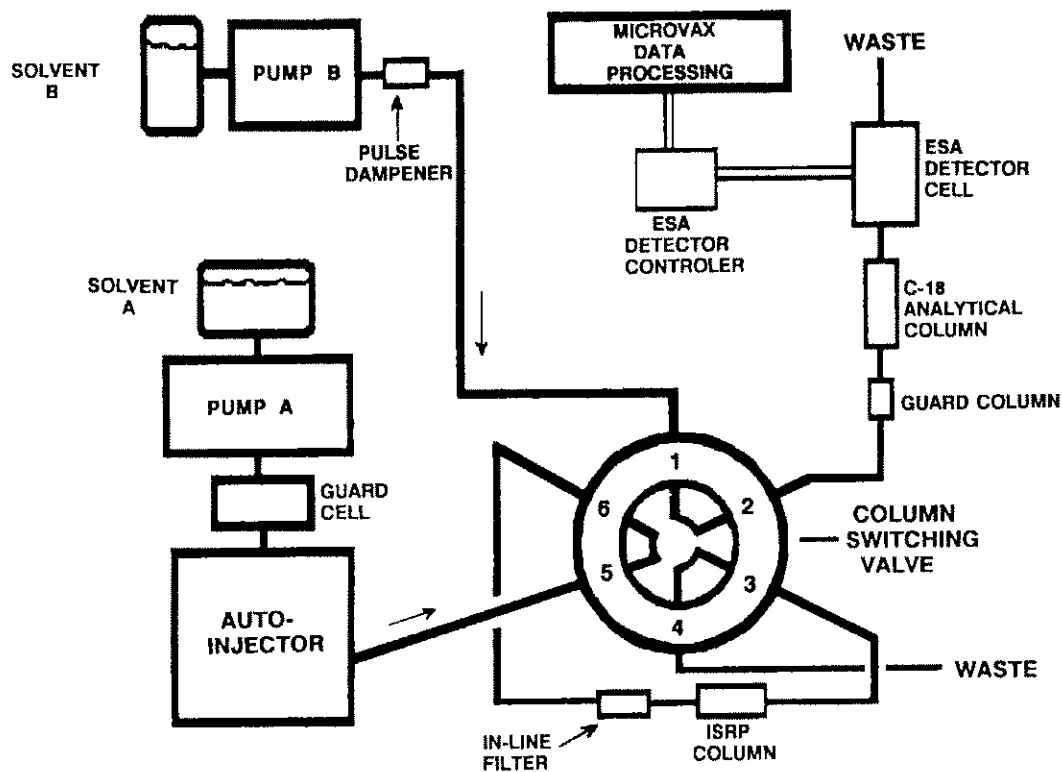 SOLVENT
B
PUMP B
PULSE
DAMPENER
MICROVAX
DATA
PROCESSING
WASTE
ESA
DETECTOR
CELL
ESA
DETECTOR
CONTROLER
C-18
ANALYTICAL
COLUMN
GUARD COLUMN
SOLVENT
A
PUMP A
GUARD
CELL
AUTO-
INJECTOR
1
2
3
4
5
6
COLUMN
SWITCHING
VALVE
WASTE
IN-LINE
FILTER
ISRP
COLUMN